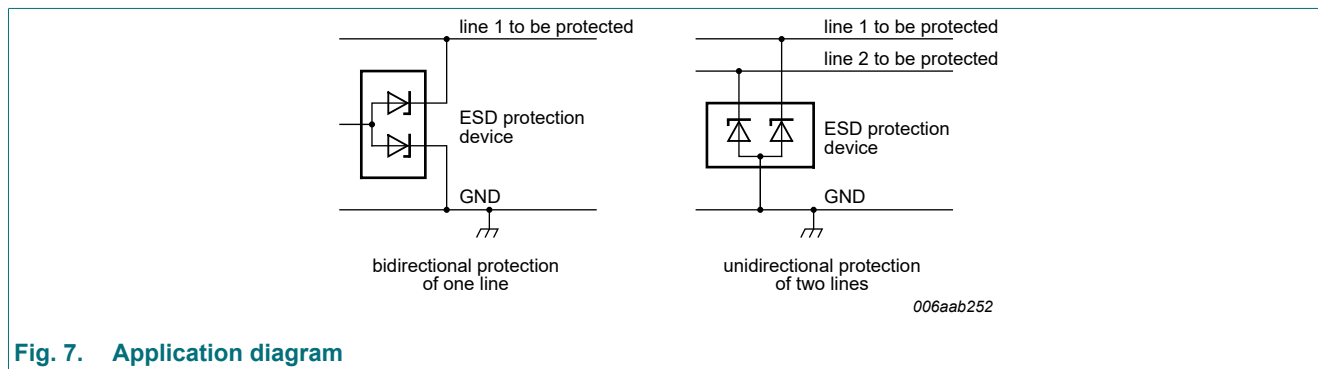 line 1 to be protected
ESD protection
device
GND
bidirectional protection
of one line
line 1 to be protected
line 2 to be protected
ESD protection
device
GND
unidirectional protection
of two lines
006aab252
Fig. 7. Application diagram